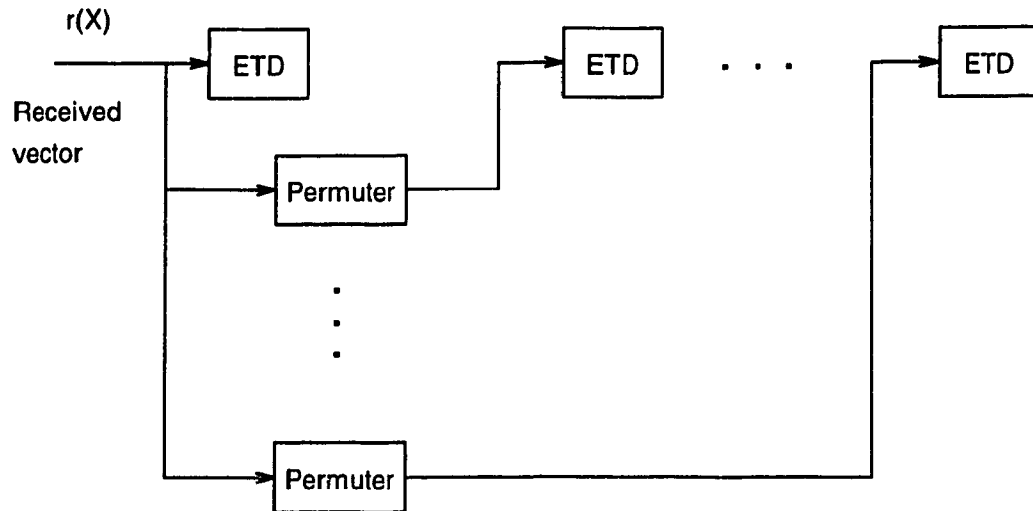 r(X)
ETD
ETD
. . .
ETD
Received
vector
Permuter
.
.
.
Permuter